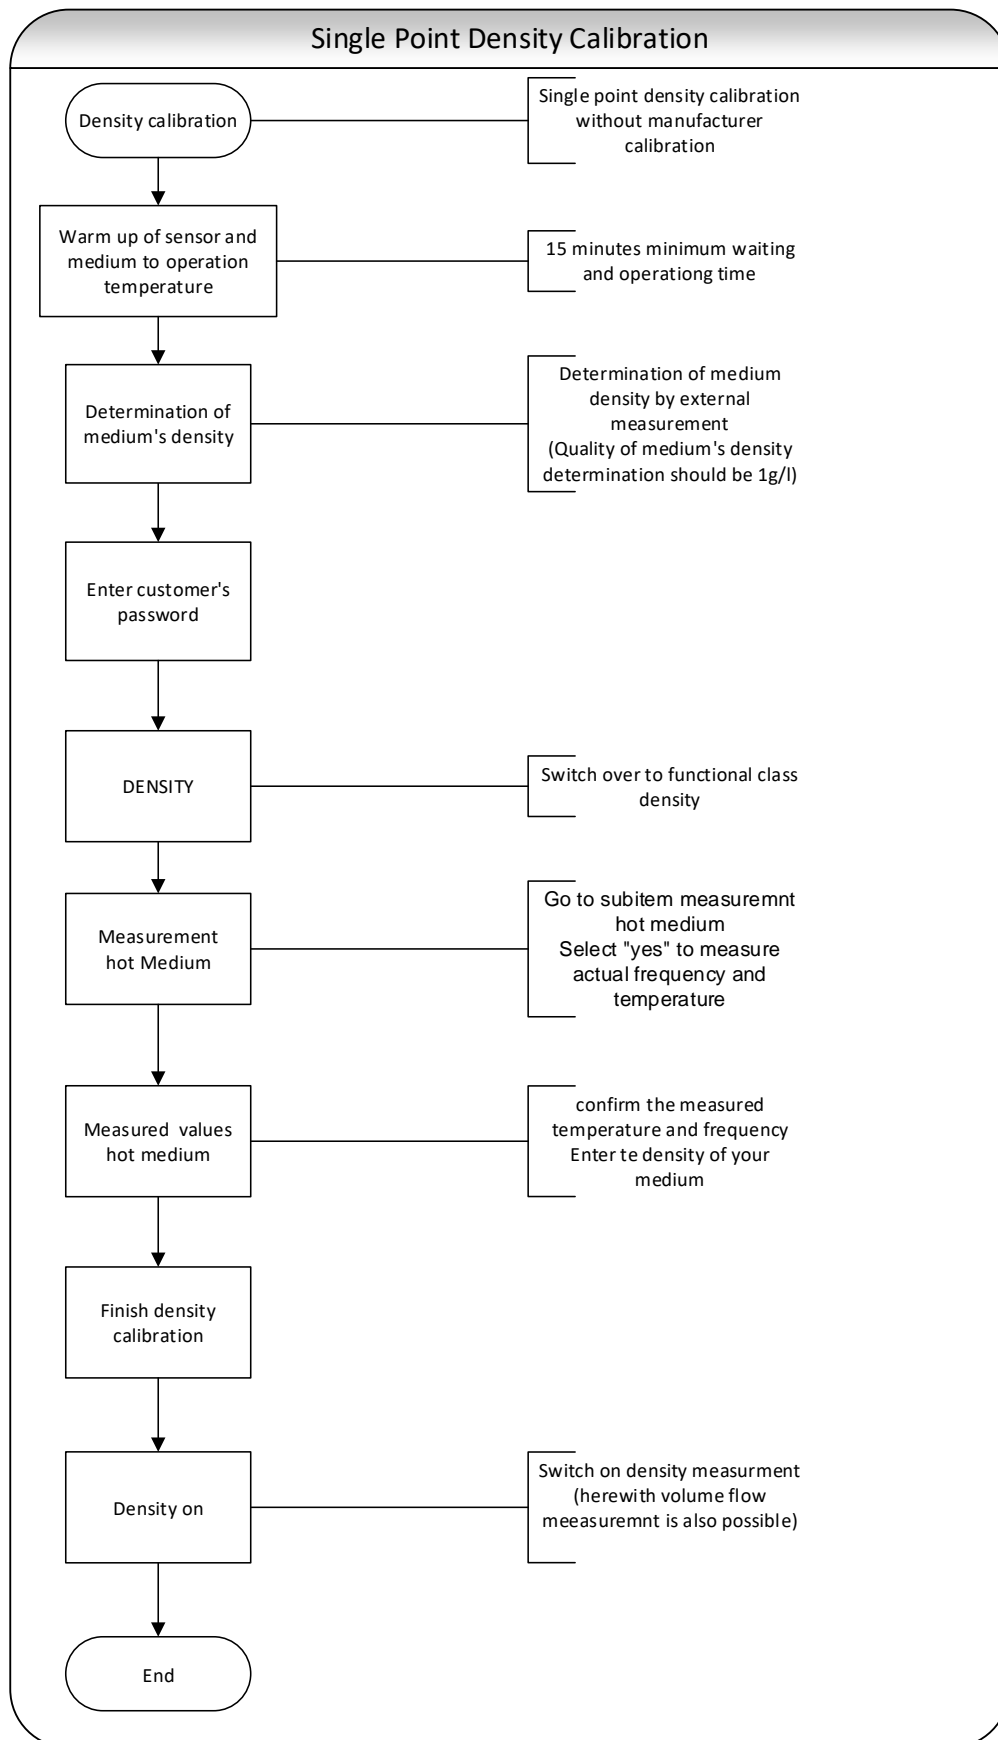 Single Point Density Calibration
Density calibration
Single point density calibration
without manufacturer
calibration
Warm up of sensor and
medium to operation
temperature
15 minutes minimum waiting
and operationg time
Determination of
medium's density
Determination of medium
density by external
measurement
(Quality of medium's density
determination should be 1g/l)
Enter customer's
password
DENSITY
Switch over to functional class
density
Measurement
hot Medium
Go to subitem measuremnt
hot medium
Select "yes" to measure
actual frequency and
temperature
Measured values
hot medium
confirm the measured
temperature and frequency
Enter te density of your
medium
Finish density
calibration
Density on
Switch on density measurment
(herewith volume flow
meeasuremnt is also possible)
End